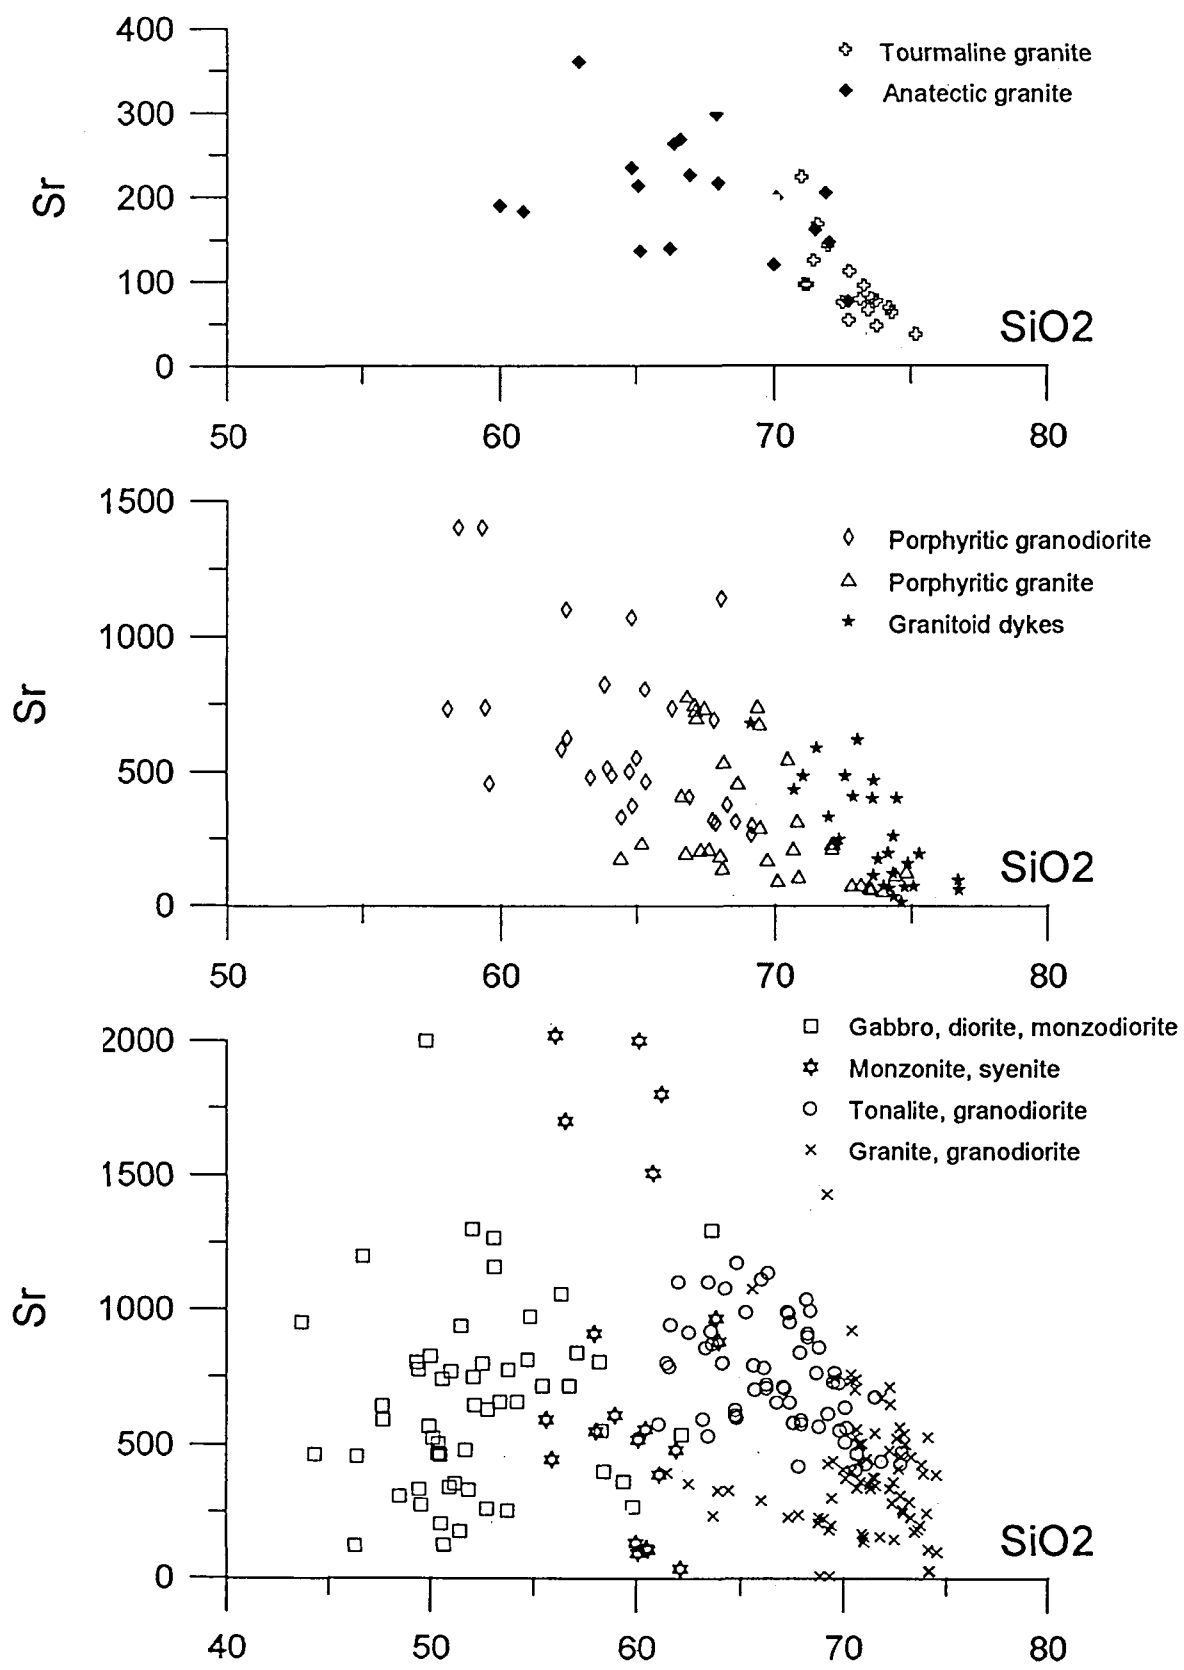 400
300
200
100
0
Sr
Tourmaline granite
Anatectic granite
SiO2
50 60 70 80
1500
1000
500
0
Sr
Porphyritic granodiorite
Porphyritic granite
Granitoid dykes
SiO2
50 60 70 80
2000
1500
1000
500
0
Sr
Gabbro, diorite, monzodiorite
Monzonite, syenite
Tonalite, granodiorite
Granite, granodiorite
SiO2
40 50 60 70 80